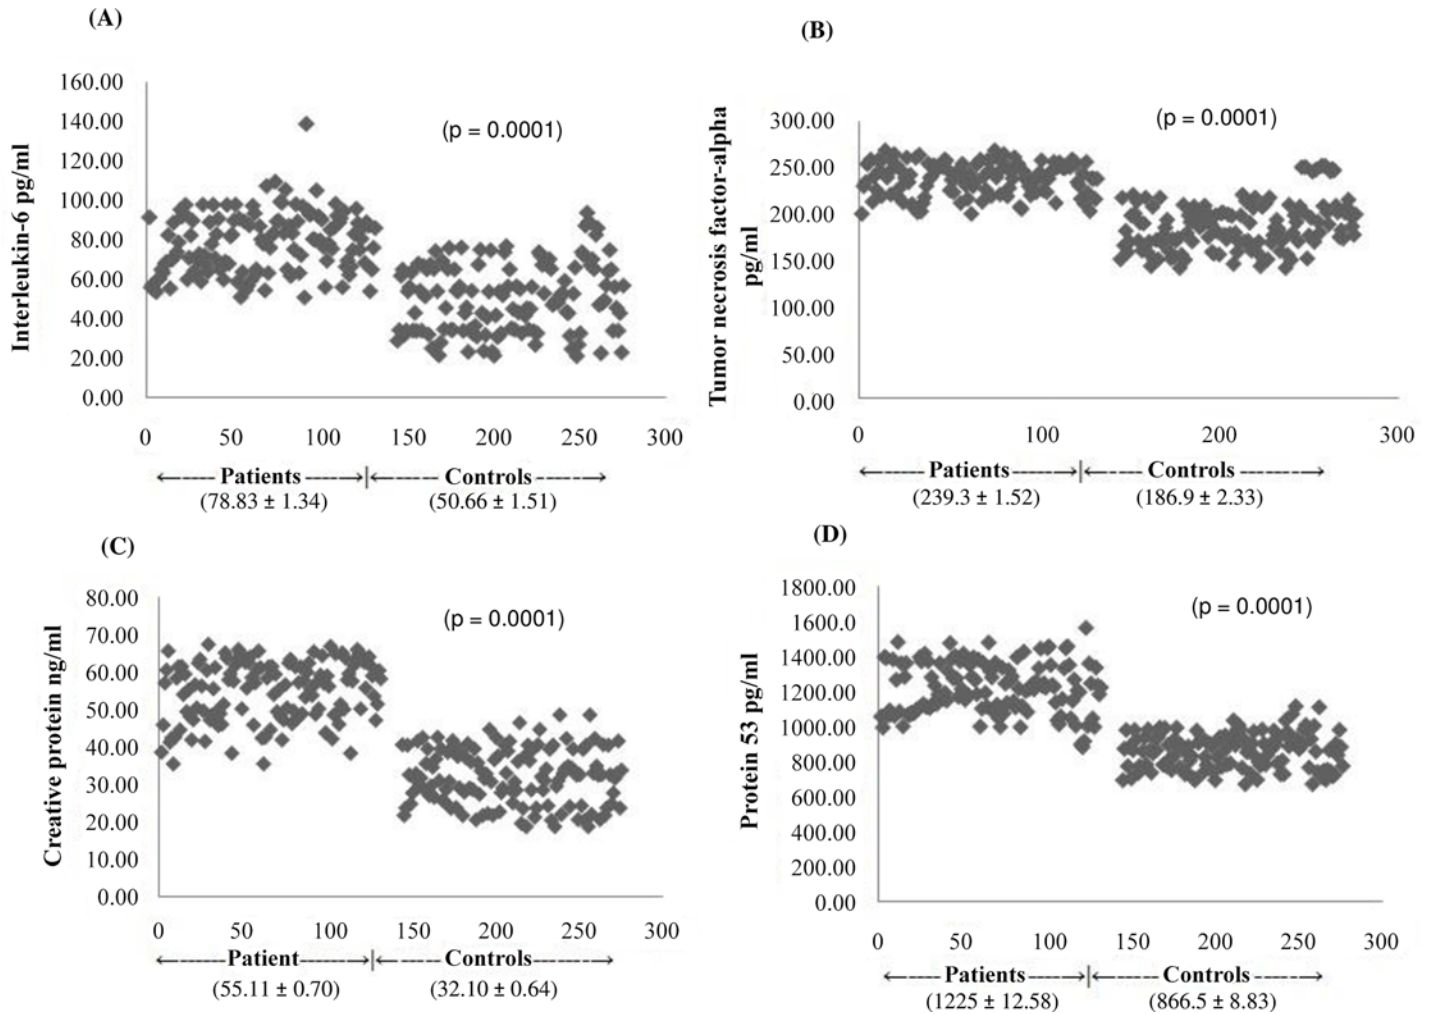 (A)
Interleukin-6 pg/ml
160.00
140.00
120.00
100.00
80.00
60.00
40.00
20.00
0.00
(p = 0.0001)
0 50 100 150 200 250 300
Patients Controls
(78.83 ± 1.34) (50.66 ± 1.51)
(B)
Tumor necrosis factor-alpha
pg/ml
300.00
250.00
200.00
150.00
100.00
50.00
0.00
(p = 0.0001)
0 100 200 300
Patients Controls
(239.3 ± 1.52) (186.9 ± 2.33)
(C)
Creative protein ng/ml
80.00
70.00
60.00
50.00
40.00
30.00
20.00
10.00
0.00
(p = 0.0001)
0 50 100 150 200 250 300
Patient Controls
(55.11 ± 0.70) (32.10 ± 0.64)
(D)
Protein 53 pg/ml
1800.00
1600.0
1400.00
1200.00
1000.00
800.00
600.00
400.00
200.00
0.00
(p = 0.0001)
0 50 100 150 200 250 300
Patients Controls
(1225 ± 12.58) (866.5 ± 8.83)